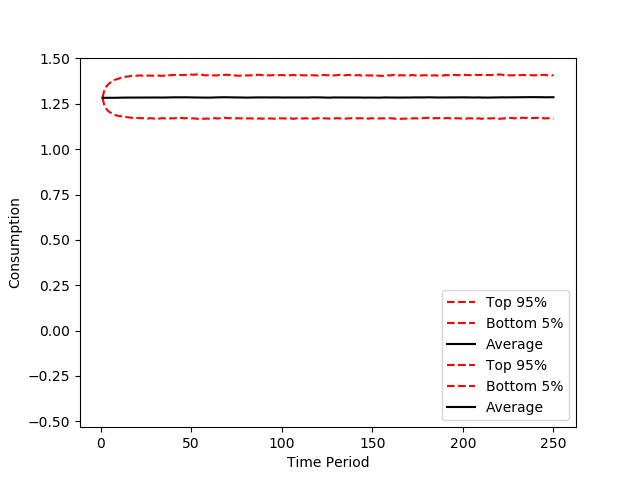 1.50
1.25
1.00
0.75
0.50
0.25
0.00
−0.25
−0.50
Consumption
0
50
100
150
200
250
Time Period
Top 95%
Bottom 5%
Average
Top 95%
Bottom 5%
Average